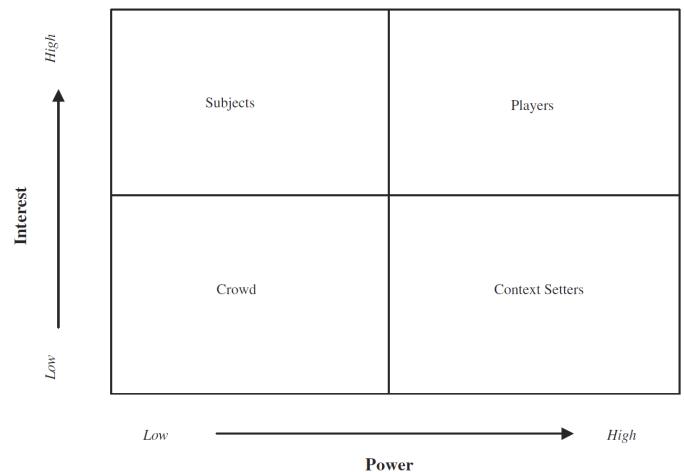 High
Subjects
Players
Interest
Crowd
Context Setters
Low
Low
High
Power